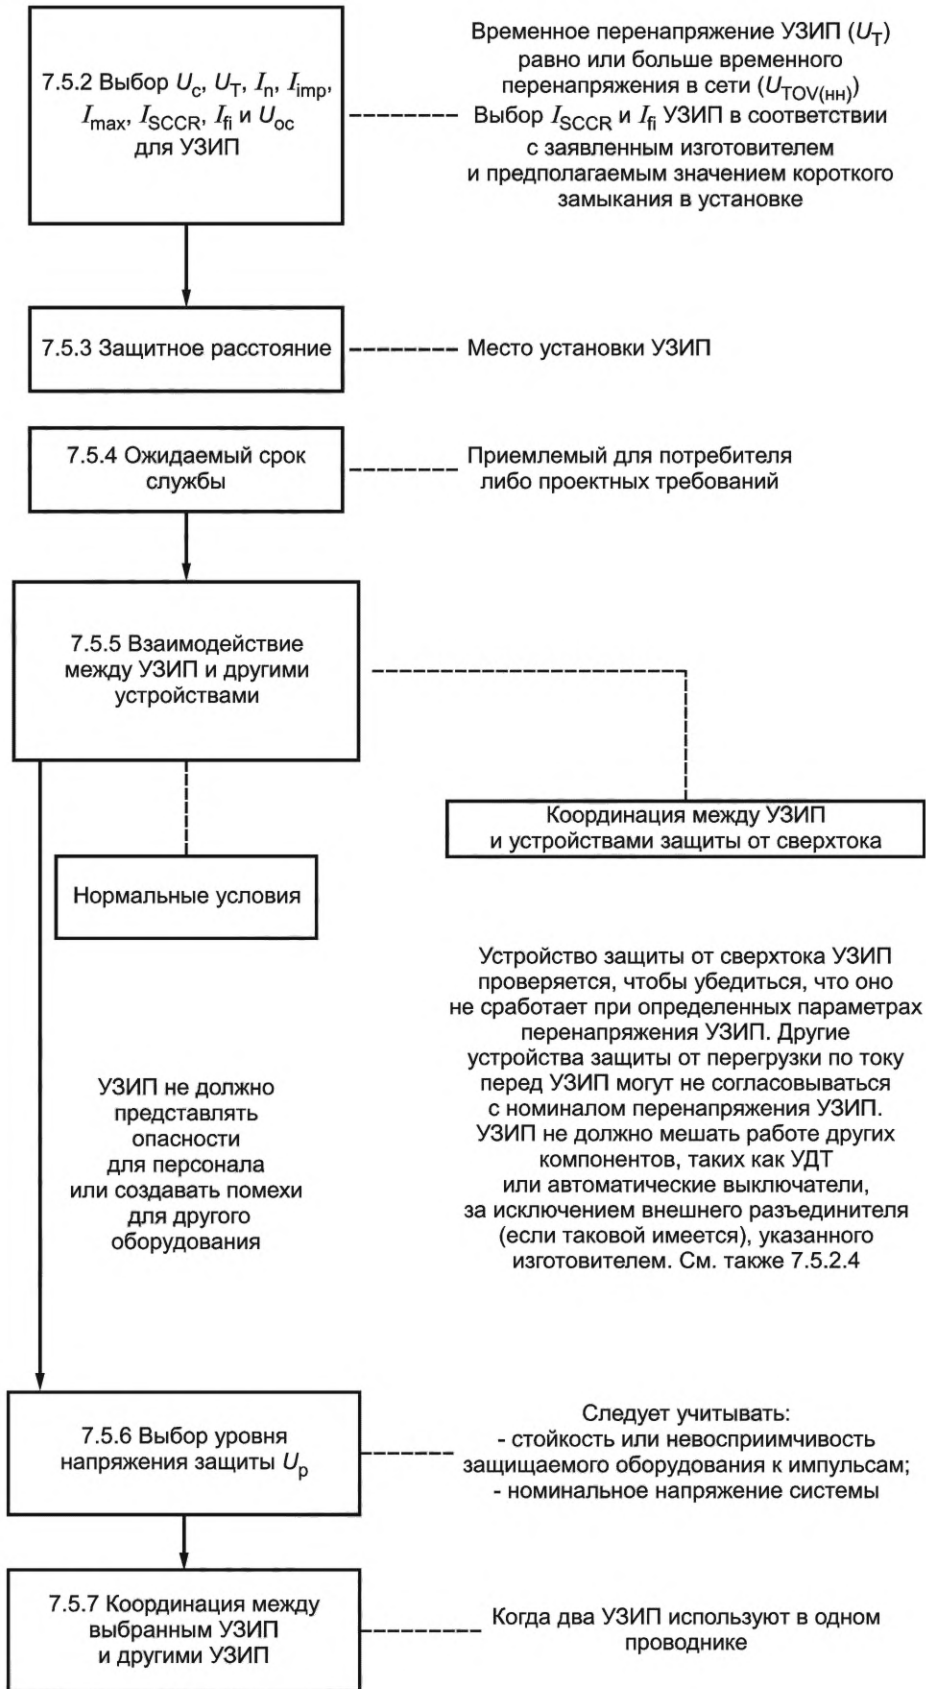 7.5.2 Выбор Uc, UT, In, Iimp,
Imax, ISCCR, Ifi и Uoc
для УЗИП
Временное перенапряжение УЗИП (UT)
равно или больше временного
перенапряжения в сети (UTOV(нн))
Выбор ISCCR и Ifi УЗИП в соответствии
с заявленным изготовителем
и предполагаемым значением короткого
замыкания в установке
7.5.3 Защитное расстояние
Место установки УЗИП
7.5.4 Ожидаемый срок
службы
Приемлемый для потребителя
либо проектных требований
7.5.5 Взаимодействие
между УЗИП и другими
устройствами
Координация между УЗИП
и устройствами защиты от сверхтока
Нормальные условия
Устройство защиты от сверхтока УЗИП
проверяется, чтобы убедиться, что оно
не сработает при определенных параметрах
перенапряжения УЗИП. Другие
устройства защиты от перегрузки по току
перед УЗИП могут не согласовываться
с номиналом перенапряжения УЗИП.
УЗИП не должно мешать работе других
компонентов, таких как УДТ
или автоматические выключатели,
за исключением внешнего разъединителя
(если таковой имеется), указанного
изготовителем. См. также 7.5.2.4
УЗИП не должно
представлять
опасности
для персонала
или создавать помехи
для другого
оборудования
7.5.6 Выбор уровня
напряжения защиты Up
Следует учитывать:
- стойкость или невосприимчивость
защищаемого оборудования к импульсам;
- номинальное напряжение системы
7.5.7 Координация между
выбранным УЗИП
и другими УЗИП
Когда два УЗИП используют в одном
проводнике